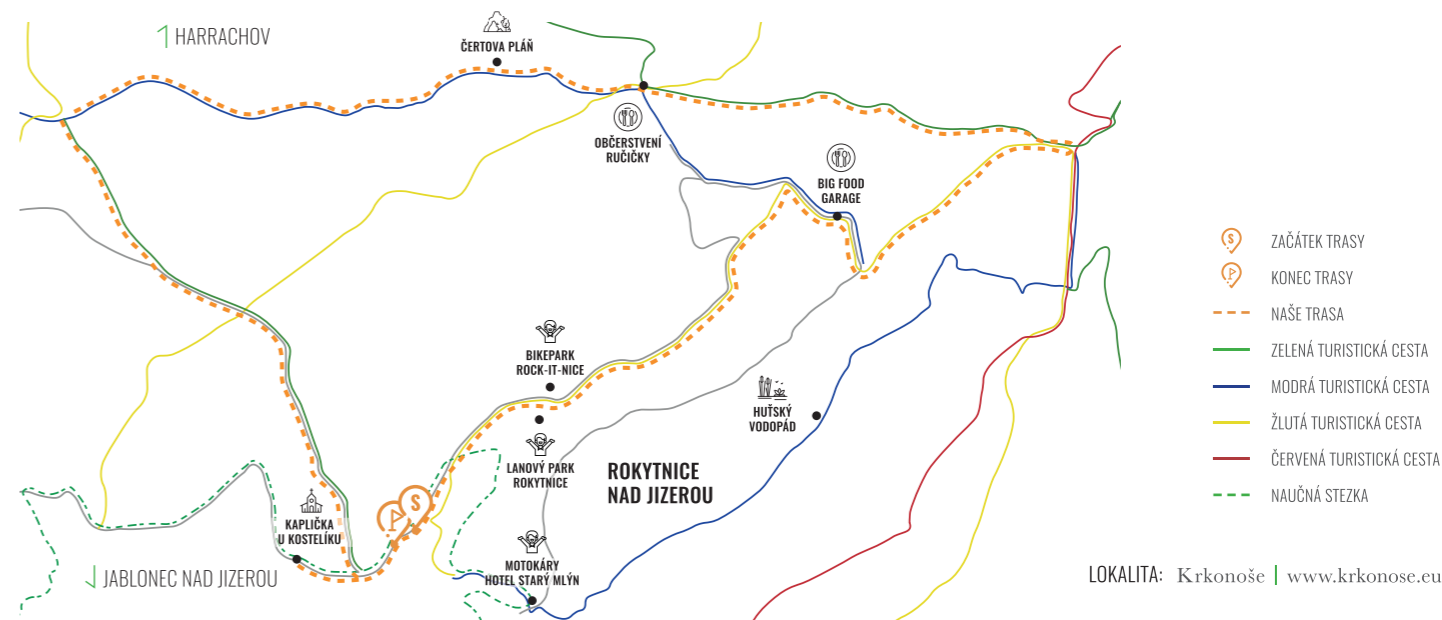 HARRACHOV
ČERTOVA PLÁŇ
OBČERSTVENÍ
RUČIČKY
BIG FOOD
GARAGE
BIKEPARK
ROCK-IT-NICE
HUŤSKÝ
VODOPÁD
LANOVÝ PARK
ROKYTNICE
ROKYTNICE
NAD JIZEROU
S
KAPLIČKA
U KOSTELÍKU
MOTOKÁRY
HOTEL STARÝ MLÝN
JABLONEC NAD JIZEROU
S
ZAČÁTEK TRASY
KONEC TRASY
NAŠE TRASA
ZELENÁ TURISTICKÁ CESTA
MODRÁ TURISTICKÁ CESTA
ŽLUTÁ TURISTICKÁ CESTA
ČERVENÁ TURISTICKÁ CESTA
NAUČNÁ STEZKA
LOKALITA: Krkonoše | www.krkonose.eu